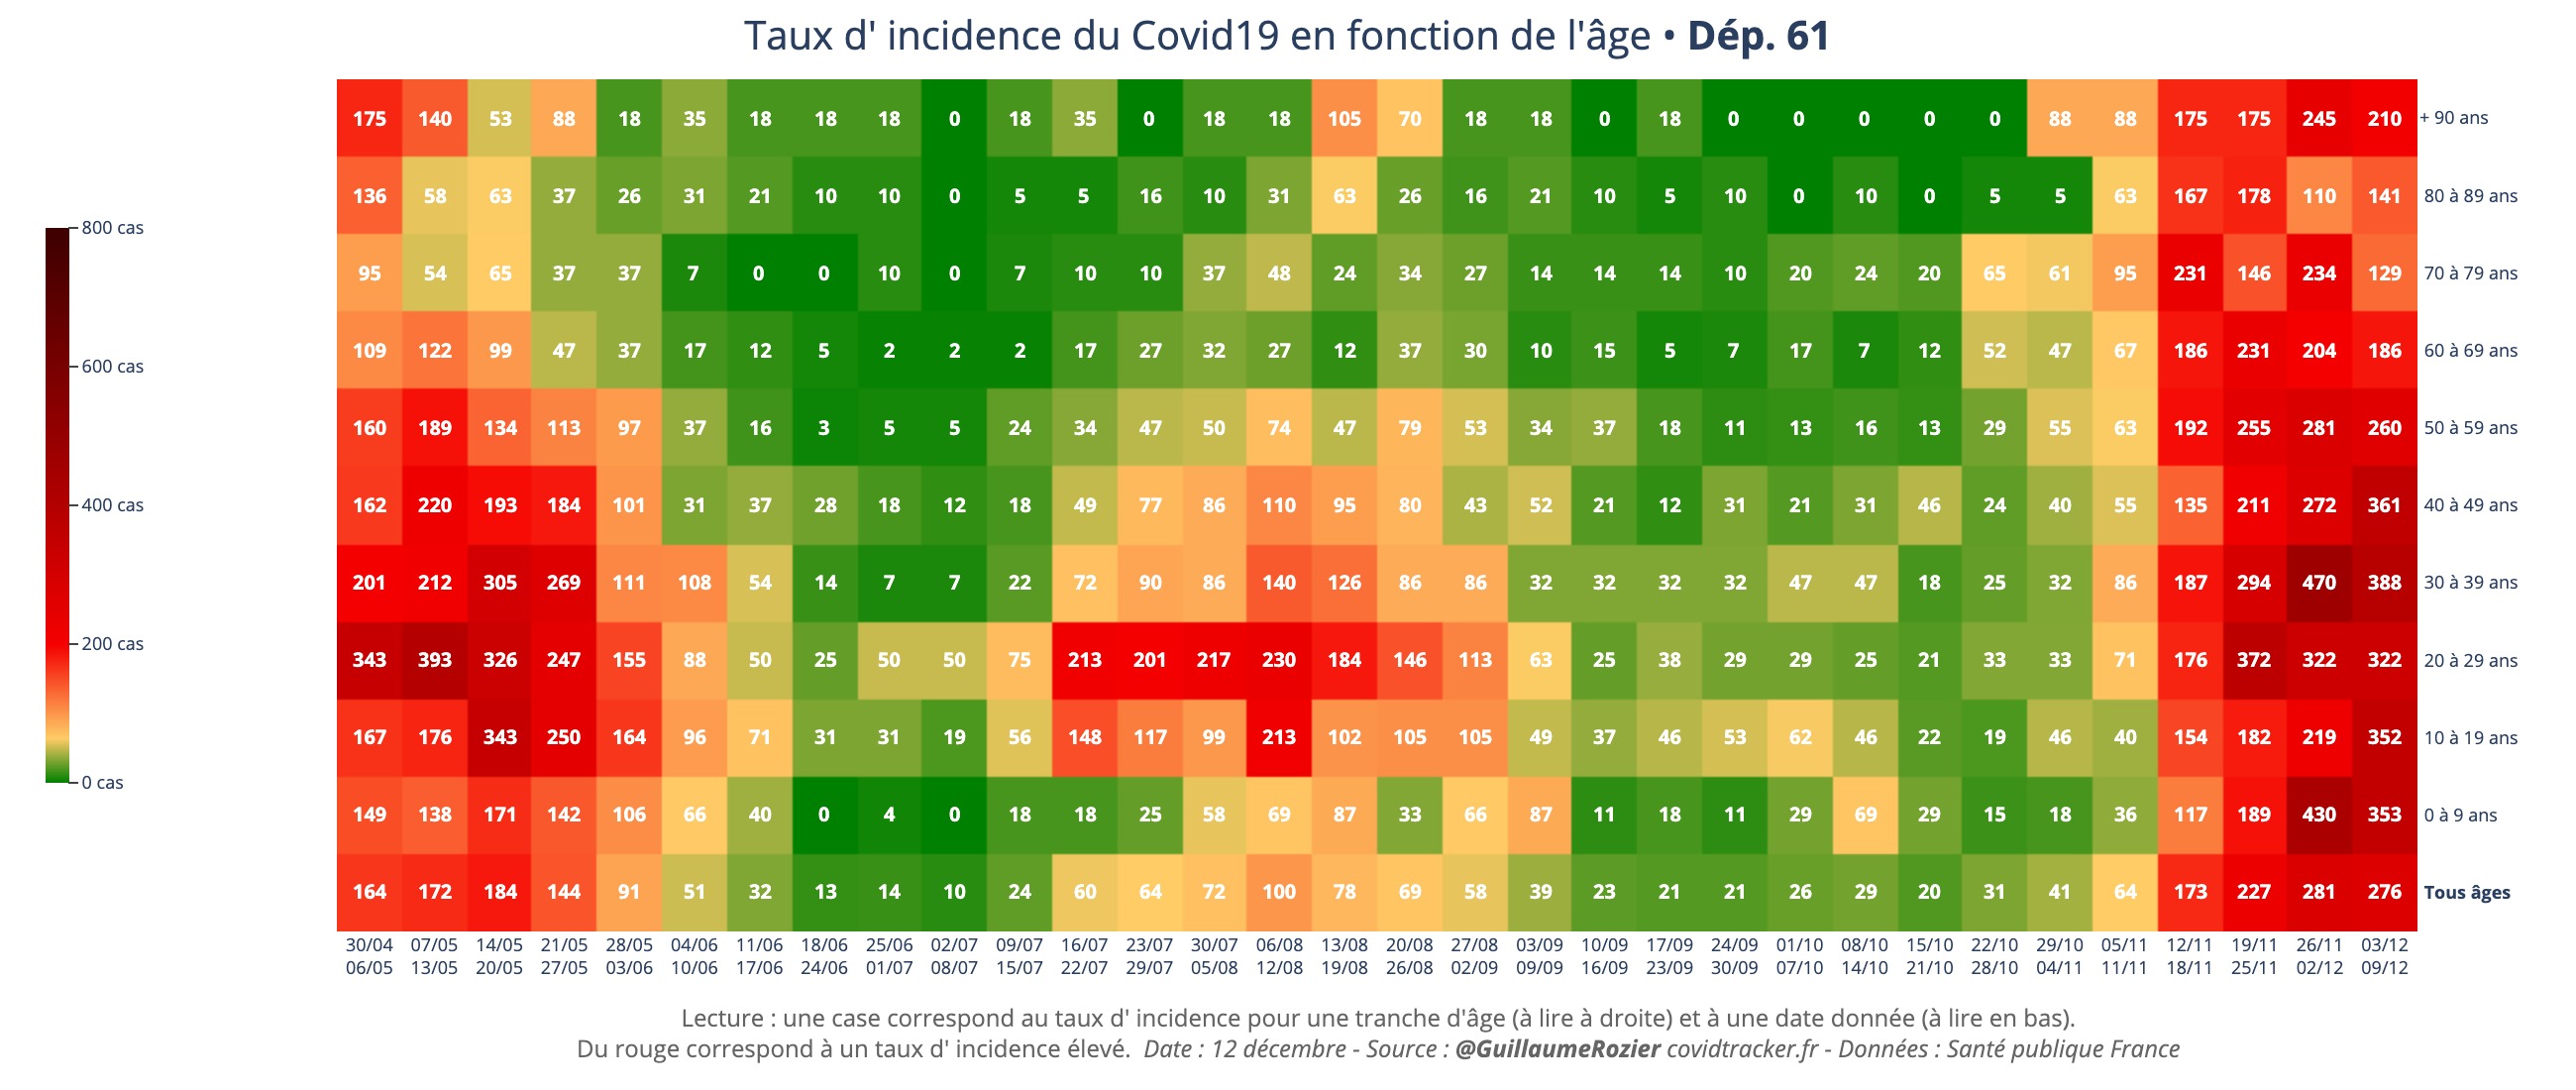 Taux d' incidence du Covid19 en fonction de l'âge • Dép. 61
175 140 53 88 18 35 18 18 18 0 18 35 0 18 18 105 70 18 18 0 18 0 0 0 0 0 88 88 175 175 245 210 + 90 ans
136 58 63 37 26 31 21 10 10 0 5 5 16 10 31 63 26 16 21 10 5 10 0 10 0 5 5 63 167 178 110 141 80 à 89 ans
800 cas
95 54 65 37 37 7 0 0 10 0 7 10 10 37 48 24 34 27 14 14 14 10 20 24 20 65 61 95 231 146 234 129 70 à 79 ans
109 122 99 47 37 17 12 5 2 2 2 17 27 32 27 12 37 30 10 15 5 7 17 7 12 52 47 67 186 231 204 186 60 à 69 ans
600 cas
160 189 134 113 97 37 16 3 5 5 24 34 47 50 74 47 79 53 34 37 18 11 13 16 13 29 55 63 192 255 281 260 50 à 59 ans
400 cas
162 220 193 184 101 31 37 28 18 12 18 49 77 86 110 95 80 43 52 21 12 31 21 31 46 24 40 55 135 211 272 361 40 à 49 ans
201 212 305 269 111 108 54 14 7 7 22 72 90 86 140 126 86 86 32 32 32 32 47 47 18 25 32 86 187 294 470 388 30 à 39 ans
200 cas
343 393 326 247 155 88 50 25 50 50 75 213 201 217 230 184 146 113 63 25 38 29 29 25 21 33 33 71 176 372 322 322 20 à 29 ans
167 176 343 250 164 96 71 31 31 19 56 148 117 99 213 102 105 105 49 37 46 53 62 46 22 19 46 40 154 182 219 352 10 à 19 ans
0 cas
149 138 171 142 106 66 40 0 4 0 18 18 25 58 69 87 33 66 87 11 18 11 29 69 29 15 18 36 117 189 430 353 0 à 9 ans
164 172 184 144 91 51 32 13 14 10 24 60 64 72 100 78 69 58 39 23 21 21 26 29 20 31 41 64 173 227 281 276 Tous âges
30/04 07/05 14/05 21/05 28/05 04/06 11/06 18/06 25/06 02/07 09/07 16/07 23/07 30/07 06/08 13/08 20/08 27/08 03/09 10/09 17/09 24/09 01/10 08/10 15/10 22/10 29/10 05/11 12/11 19/11 26/11 03/12
06/05 13/05 20/05 27/05 03/06 10/06 17/06 24/06 01/07 08/07 15/07 22/07 29/07 05/08 12/08 19/08 26/08 02/09 09/09 16/09 23/09 30/09 07/10 14/10 21/10 28/10 04/11 11/11 18/11 25/11 02/12 09/12
Lecture : une case correspond au taux d' incidence pour une tranche d'âge (à lire à droite) et à une date donnée (à lire en bas).
Du rouge correspond à un taux d' incidence élevé. Date : 12 décembre - Source : @GuillaumeRozier covidtracker.fr - Données : Santé publique France